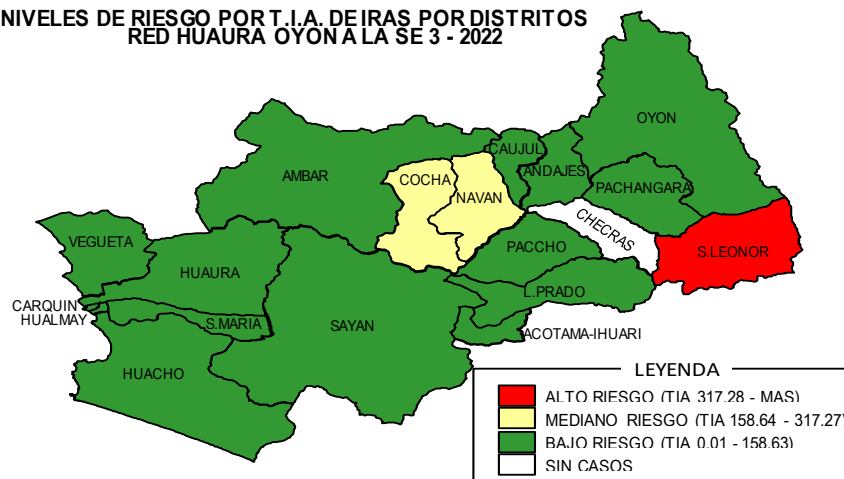 NIVELES DE RIESGO POR T.I.A. DE IRAS POR DISTRITOS
RED HUAURA OYON A LA SE 3 - 2022
OYON
CAUJUL
ANDAJES
AMBAR
COCHA
NAVAN
PACHANGARA
CHECRAS
VEGUETA
PACCHO
S.LEONOR
HUAURA
L.PRADO
CARQUIN
HUALMAY
S.MARIA
SAYAN
ACOTAMA-IHUARI
HUACHO
LEYENDA
ALTO RIESGO (TIA 317.28 - MAS)
MEDIANO RIESGO (TIA 158.64 - 317.27)
BAJO RIESGO (TIA 0.01 - 158.63)
SIN CASOS